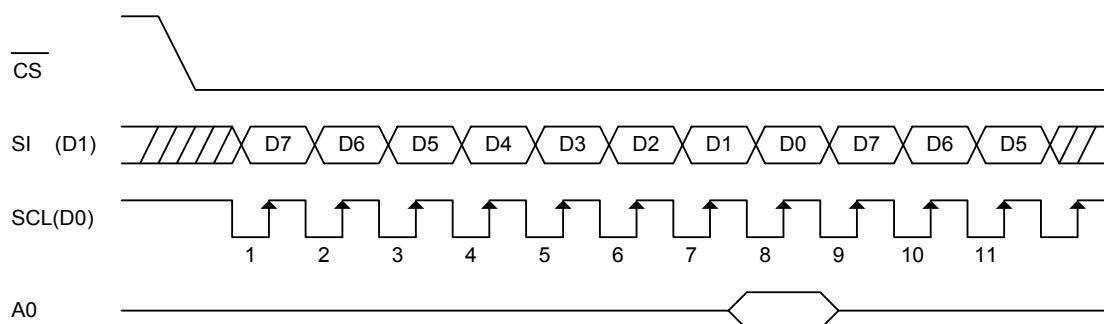 CS
SI (D1) D7 D6 D5 D4 D3 D2 D1 D0 D7 D6 D5
SCL(D0)
1 2 3 4 5 6 7 8 9 10 11
A0